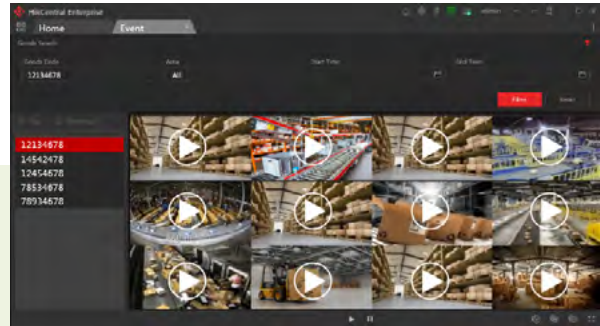 HikCentral Enterprise
admin
Home
Event
Goods Search
Goods Code
Area
Start Time
End Time
12134678
All
Filter
Reset
12134678
14542478
12454678
78534678
78934678